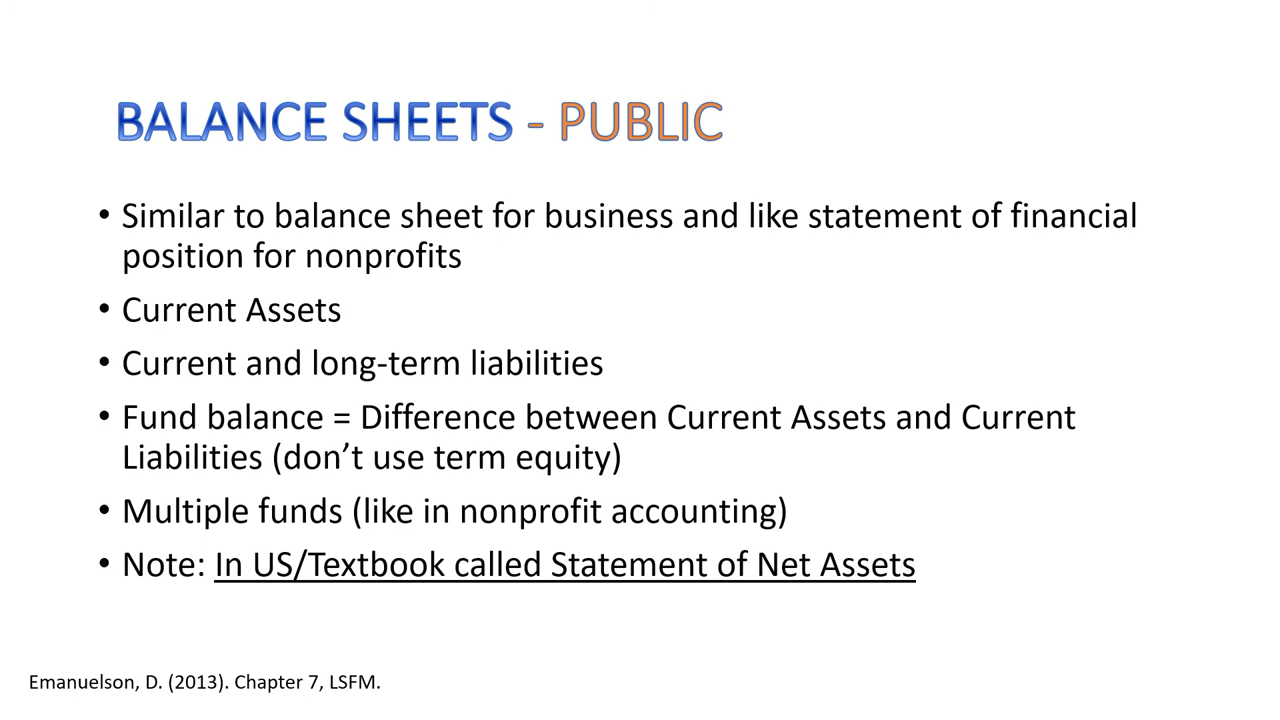 BALANCE SHEETS - PUBLIC
• Similar to balance sheet for business and like statement of financial
position for nonprofits
• Current Assets
• Current and long-term liabilities
• Fund balance = Difference between Current Assets and Current
Liabilities (don’t use term equity)
• Multiple funds (like in nonprofit accounting)
• Note: In US/Textbook called Statement of Net Assets
Emanuelson, D. (2013). Chapter 7, LSFM.